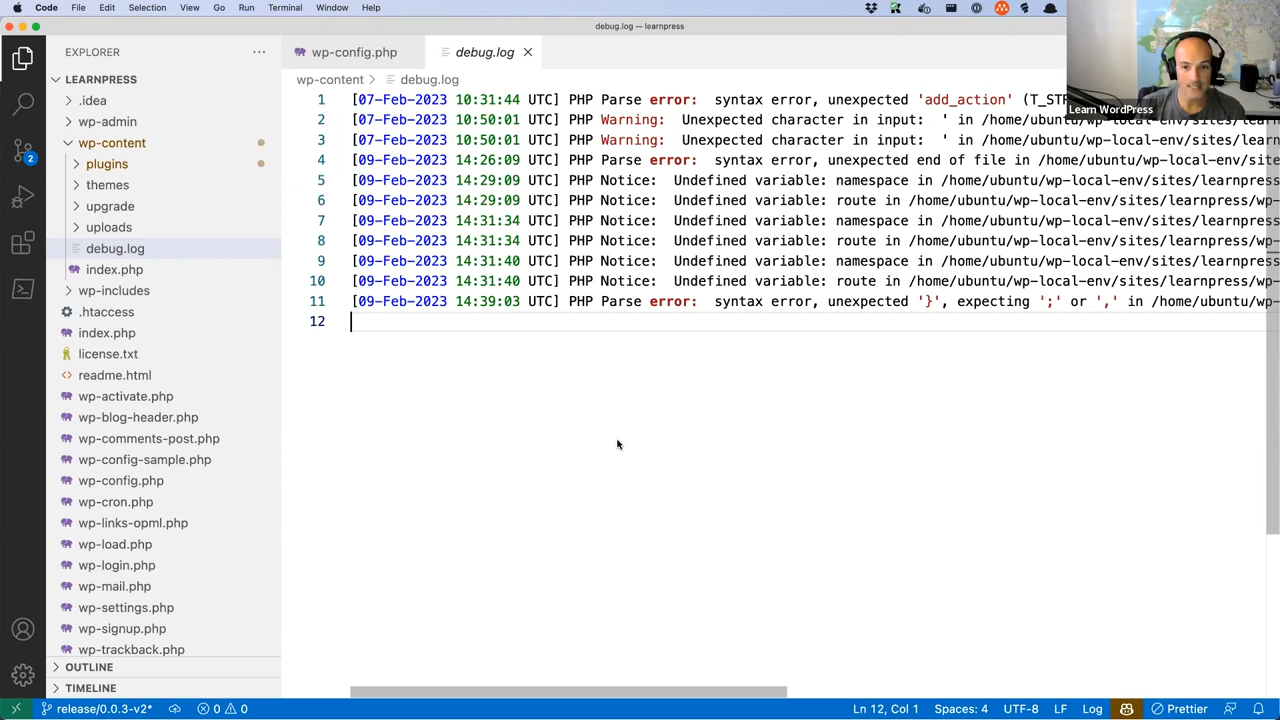 Code File Edit Selection View Go Run Terminal Window Help
debug.log — learnpress
EXPLORER
wp-config.php
debug.log
wp-content > debug.log
LEARNPRESS
.idea
wp-admin
wp-content
plugins
themes
upgrade
uploads
debug.log
index.php
wp-includes
.htaccess
index.php
license.txt
readme.html
wp-activate.php
wp-blog-header.php
wp-comments-post.php
wp-config-sample.php
wp-config.php
wp-cron.php
wp-links-opml.php
wp-load.php
wp-login.php
wp-mail.php
wp-settings.php
wp-signup.php
wp-trackback.php
OUTLINE
TIMELINE
2
1 [07-Feb-2023 10:31:44 UTC] PHP Parse error: syntax error, unexpected 'add_action' (T_STR
2 [07-Feb-2023 10:50:01 UTC] PHP Warning: Unexpected character in input: ' in /home/ubuntu/wp-local-env/sites/learnpress
3 [07-Feb-2023 10:50:01 UTC] PHP Warning: Unexpected character in input: ' in /home/ubuntu/wp-local-env/sites/learnpress
4 [09-Feb-2023 14:26:09 UTC] PHP Parse error: syntax error, unexpected end of file in /home/ubuntu/wp-local-env/site
5 [09-Feb-2023 14:29:09 UTC] PHP Notice: Undefined variable: namespace in /home/ubuntu/wp-local-env/sites/learnpress
6 [09-Feb-2023 14:29:09 UTC] PHP Notice: Undefined variable: route in /home/ubuntu/wp-local-env/sites/learnpress/wp-
7 [09-Feb-2023 14:31:34 UTC] PHP Notice: Undefined variable: namespace in /home/ubuntu/wp-local-env/sites/learnpress
8 [09-Feb-2023 14:31:34 UTC] PHP Notice: Undefined variable: route in /home/ubuntu/wp-local-env/sites/learnpress/wp-
9 [09-Feb-2023 14:31:40 UTC] PHP Notice: Undefined variable: namespace in /home/ubuntu/wp-local-env/sites/learnpress
10 [09-Feb-2023 14:31:40 UTC] PHP Notice: Undefined variable: route in /home/ubuntu/wp-local-env/sites/learnpress/wp-
11 [09-Feb-2023 14:39:03 UTC] PHP Parse error: syntax error, unexpected '}', expecting ';' or ',' in /home/ubuntu/wp-
12
Learn WordPress
release/0.0.3-v2* 0 0 Ln 12, Col 1 Spaces: 4 UTF-8 LF Log Prettier